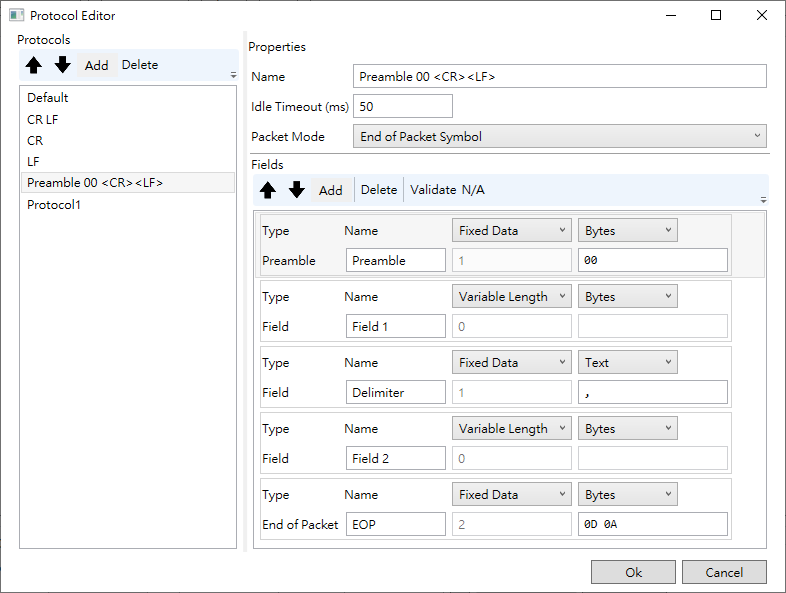 Protocol Editor
Protocols
Add Delete
Default
CR LF
CR
LF
Preamble 00 <CR><LF>
Protocol1
Properties
Name Preamble 00 <CR><LF>
Idle Timeout (ms) 50
Packet Mode End of Packet Symbol
Fields
Add Delete Validate N/A
Type Name Fixed Data Bytes
Preamble Preamble 1 00
Type Name Variable Length Bytes
Field Field 1 0
Type Name Fixed Data Text
Field Delimiter 1 ,
Type Name Variable Length Bytes
Field Field 2 0
Type Name Fixed Data Bytes
End of Packet EOP 2 0D 0A
Ok Cancel